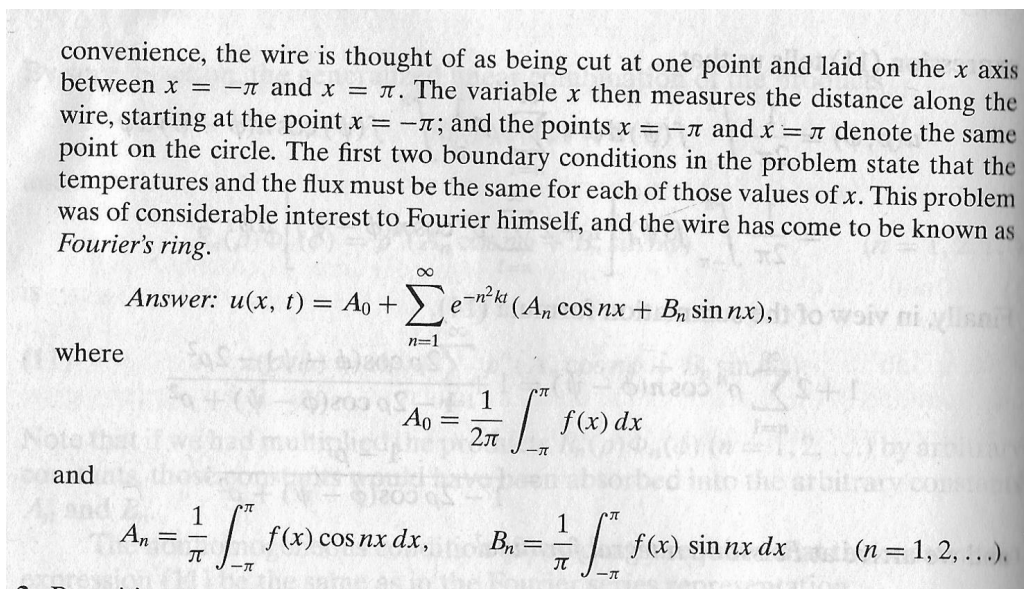 convenience, the wire is thought of as being cut at one point and laid on the x axis
between x = −π and x = π. The variable x then measures the distance along the
wire, starting at the point x = −π; and the points x = −π and x = π denote the same
point on the circle. The first two boundary conditions in the problem state that the
temperatures and the flux must be the same for each of those values of x. This problem
was of considerable interest to Fourier himself, and the wire has come to be known as
Fourier's ring.
Answer: u(x, t) = A₀ + ∑_{n=1}^{∞} e^{−n²kt} (Aₙ cos nx + Bₙ sin nx),
where
A₀ = \frac{1}{2π} ∫_{−π}^{π} f(x) dx
and
Aₙ = \frac{1}{π} ∫_{−π}^{π} f(x) cos nx dx, Bₙ = \frac{1}{π} ∫_{−π}^{π} f(x) sin nx dx (n = 1, 2, . . .).